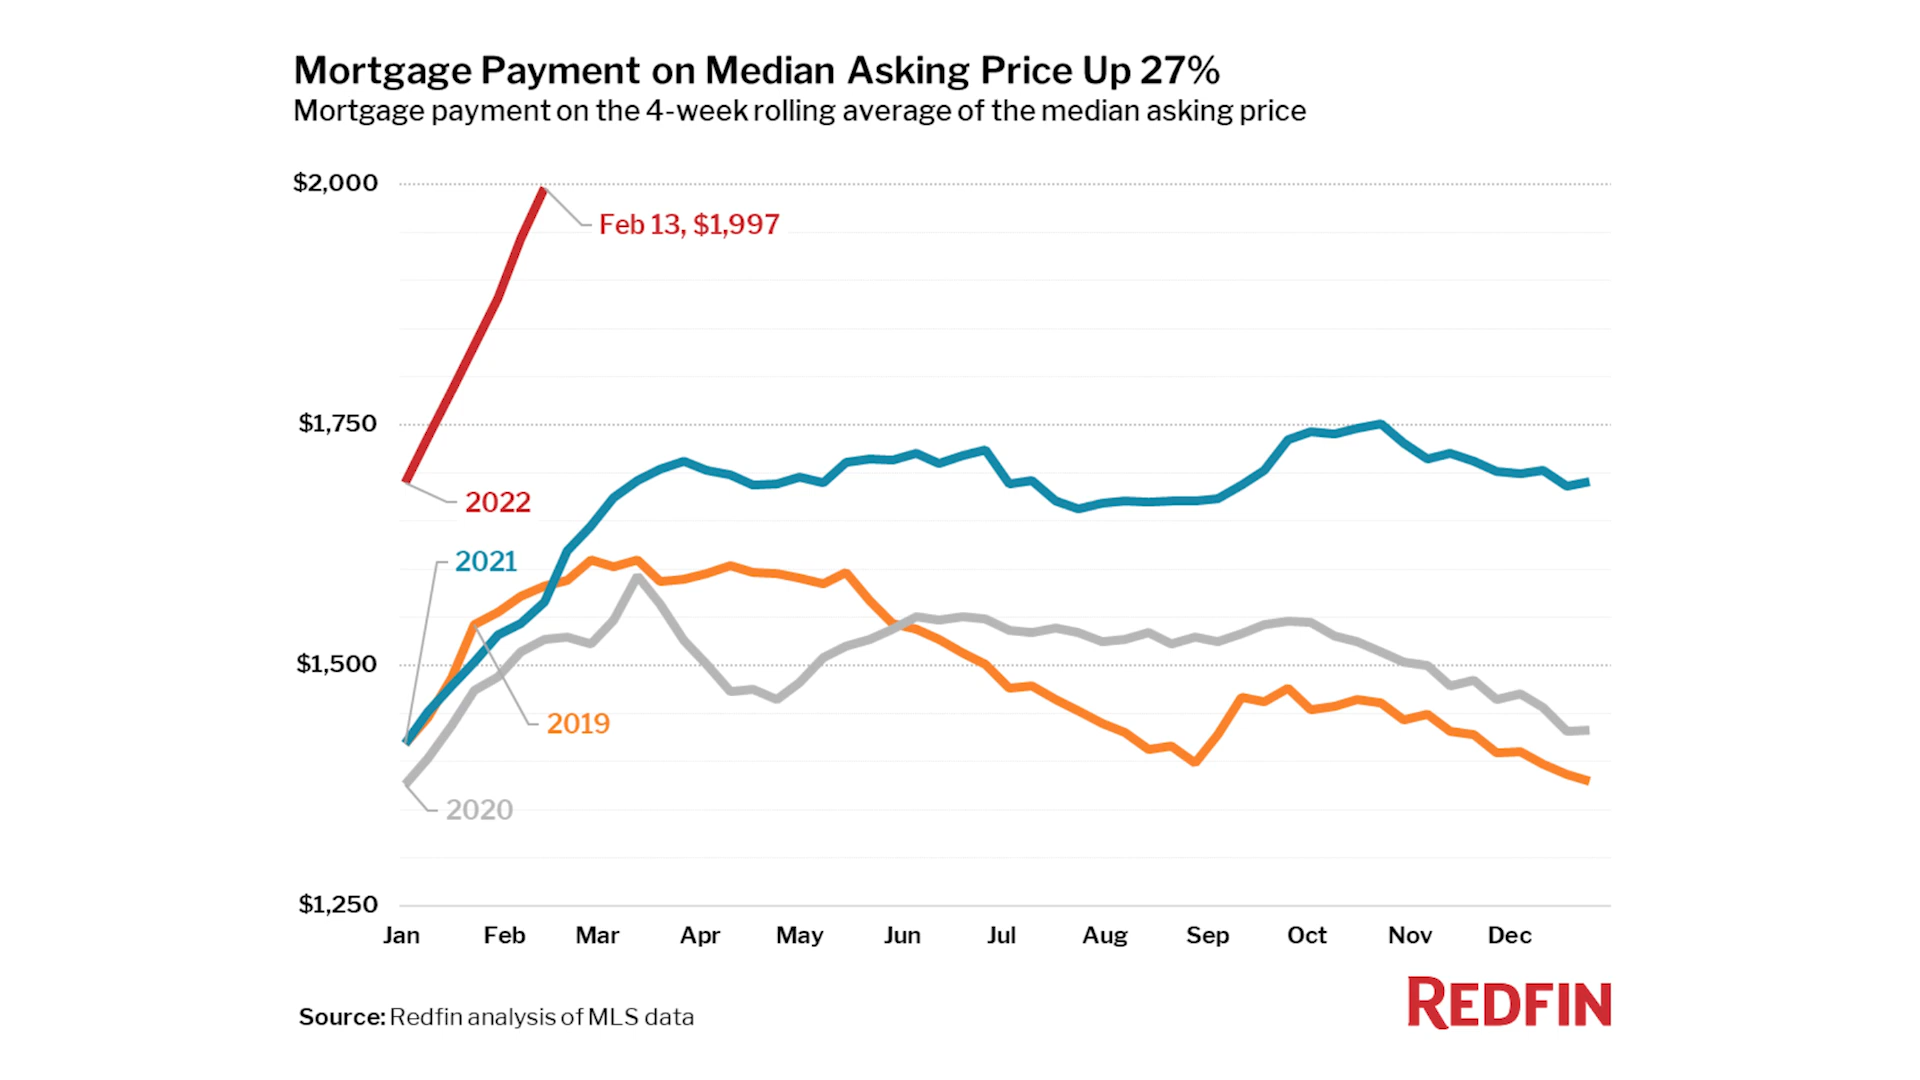 Mortgage Payment on Median Asking Price Up 27%
Mortgage payment on the 4-week rolling average of the median asking price
$2,000
Feb 13, $1,997
$1,750
2022
2021
$1,500
2019
2020
$1,250
Jan Feb Mar Apr May Jun Jul Aug Sep Oct Nov Dec
REDFIN
Source: Redfin analysis of MLS data